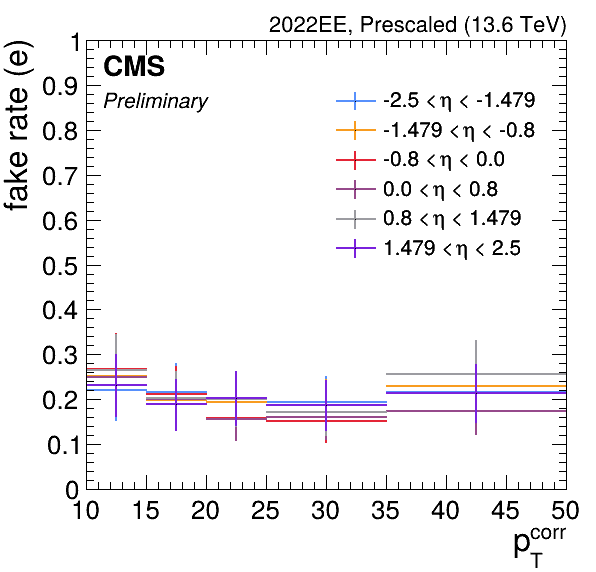 2022EE, Prescaled (13.6 TeV)
CMS
Preliminary
fake rate (e)
-2.5 < η < -1.479
-1.479 < η < -0.8
-0.8 < η < 0.0
0.0 < η < 0.8
0.8 < η < 1.479
1.479 < η < 2.5
1
0.9
0.8
0.7
0.6
0.5
0.4
0.3
0.2
0.1
0
10 15 20 25 30 35 40 45 50
p_T^corr